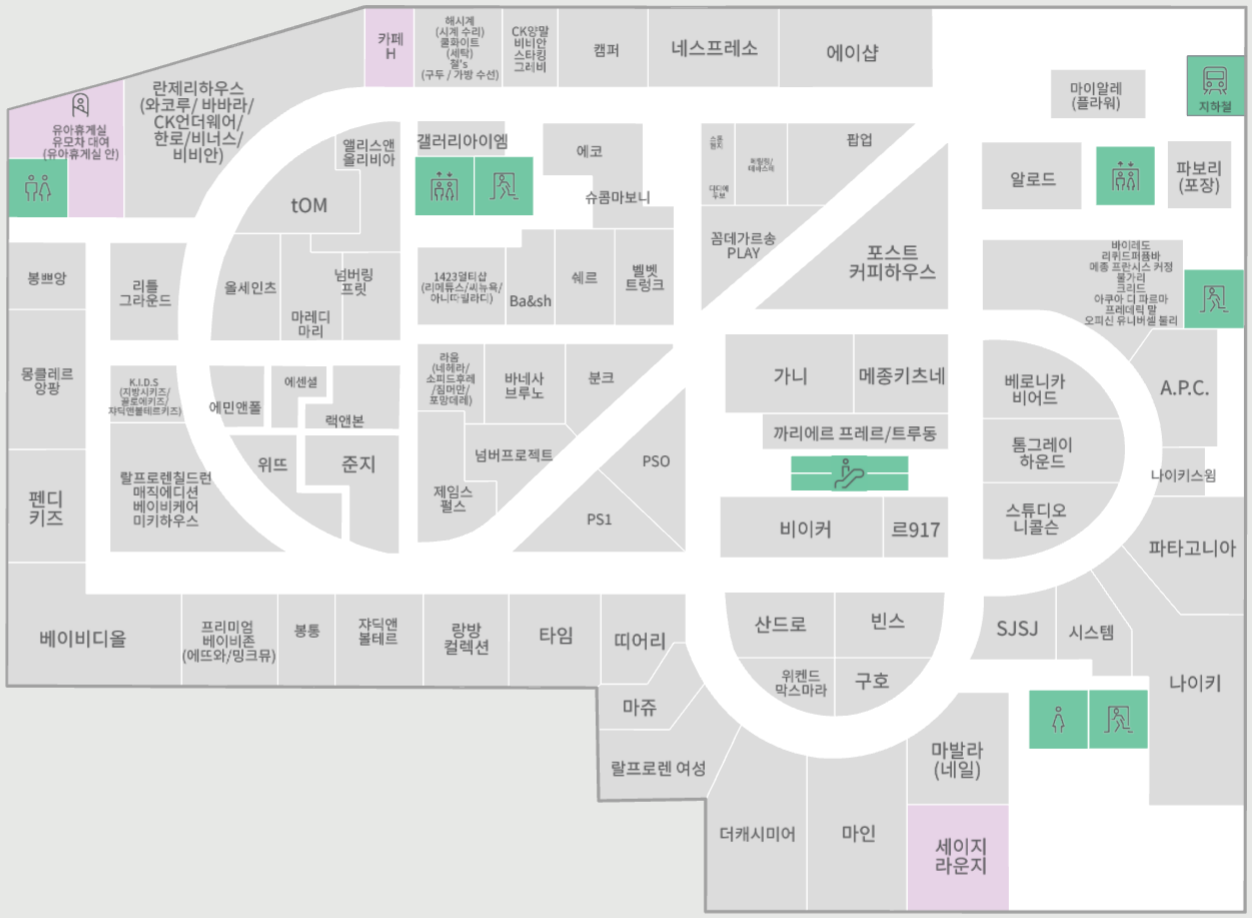 카페
H
해시계
(시계 수리)
쿨화이트
(세탁)
철's
(구두 / 가방 수선)
CK양말
비비안
스타킹
그레비
캠퍼
네스프레소
에이샵
마이알레
(플라워)
지하철
유아휴게실
유모차 대여
(유아휴게실 안)
란제리하우스
(와코루/ 바바라/
CK언더웨어/
한로/비너스/
비비안)
앨리스앤
올리비아
갤러리아이엠
에코
슈콤마보니
팝업
알로드
파보리
(포장)
tOM
꼼데가르송
PLAY
포스트
커피하우스
바이레도
리퀴드퍼퓸바
메종 프란시스 커정
불가리
크리드
아쿠아 디 파르마
프레데릭 말
오피신 유니버셀 불리
봉쁘앙
리틀
그라운드
올세인츠
마레디
마리
넘버링
프릿
1423멀티샵
Ba&sh
쉐르
벨벳
트렁크
몽클레르
앙팡
K.I.D.S
(지방시키즈/
끌로에키즈/
쟈딕앤볼테르키즈)
에민앤폴
에센셜
랙앤본
라움
(네헤라/
소피드후레
/짐머만/
포맘데레)
바네사
브루노
분크
가니
메종키츠네
베로니카
비어드
A.P.C.
까리에르 프레르/트루동
톰그레이
하운드
나이키스윔
펜디
키즈
랄프로렌칠드런
매직에디션
베이비케어
미키하우스
위뜨
준지
넘버프로젝트
제임스
펄스
PSO
PS1
비이커
르917
스튜디오
니콜슨
파타고니아
베이비디올
프리미엄
베이비존
(에뜨와/밍크뮤)
봉통
쟈딕앤
볼테르
랑방
컬렉션
타임
띠어리
산드로
빈스
SJSJ
시스템
위켄드
막스마라
구호
나이키
마쥬
랄프로렌 여성
마발라
(네일)
더캐시미어
마인
세이지
라운지